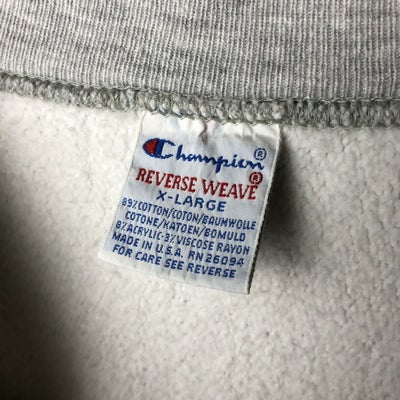 Champion®
REVERSE WEAVE®
X-LARGE
89% COTTON/COTON/BAUMWOLLE
COTONE/KATOEN/BOMULD
8% ACRYLIC-3% VISCOSE RAYON
MADE IN U.S.A. RN 26094
FOR CARE SEE REVERSE